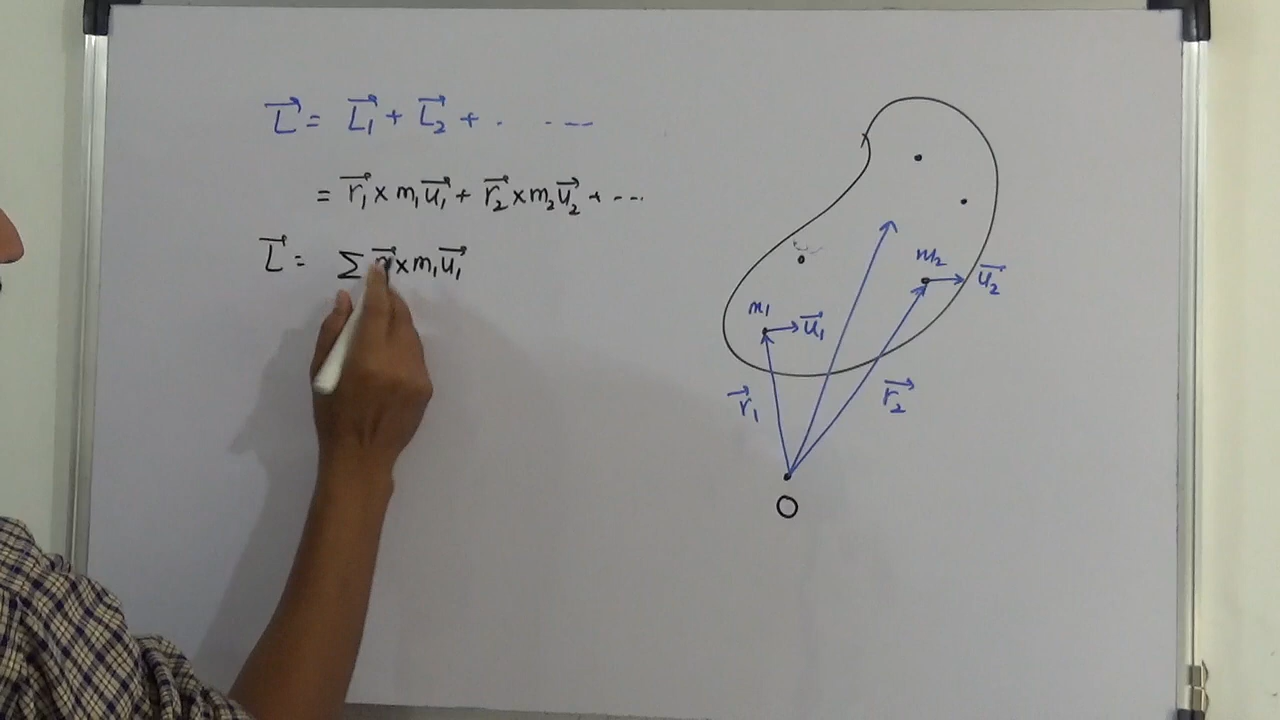 L⃗ = L⃗₁ + L⃗₂ + . . --
= r⃗₁ × m₁u⃗₁ + r⃗₂ × m₂u⃗₂ + ---
L⃗ = Σ × m₁u⃗₁
m₂
u⃗₂
m₁
u⃗₁
r⃗₁
r⃗₂
O